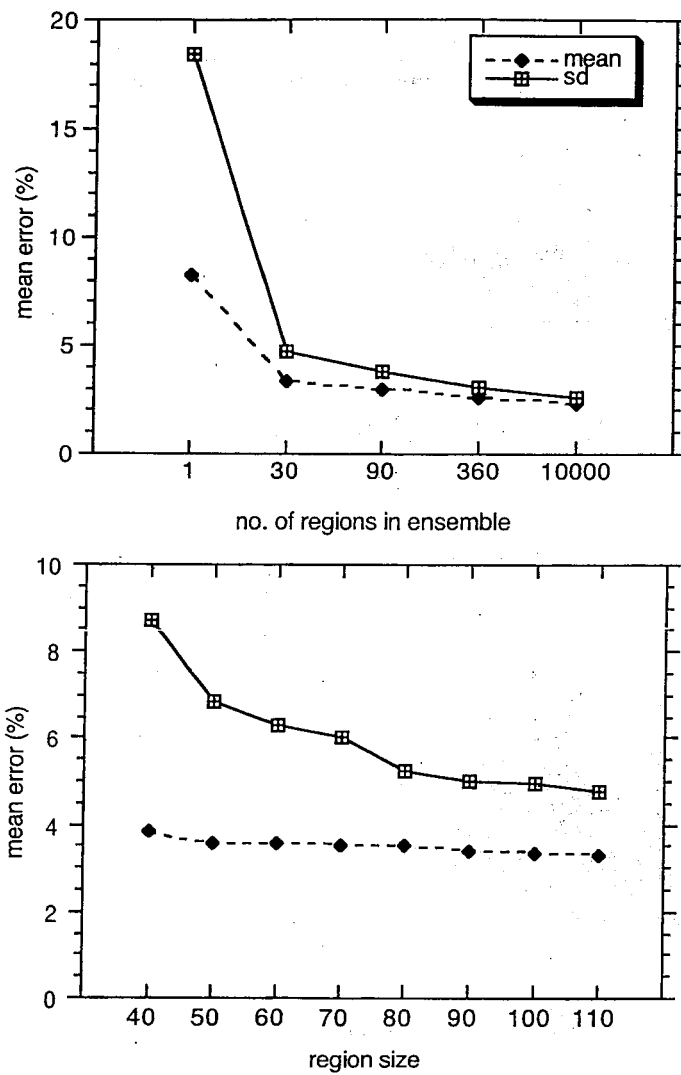 20
15
10
5
0
mean error (%)
mean
sd
1 30 90 360 10000
no. of regions in ensemble
10
8
6
4
2
0
mean error (%)
40 50 60 70 80 90 100 110
region size